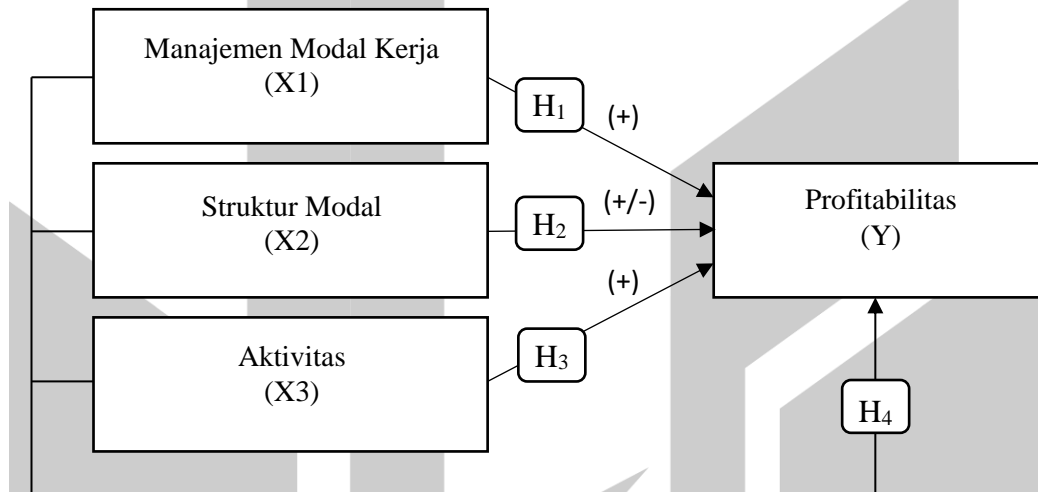 Manajemen Modal Kerja
(X1)
H1
(+)
Struktur Modal
(X2)
H2
(+/-)
Profitabilitas
(Y)
Aktivitas
(X3)
H3
(+)
H4